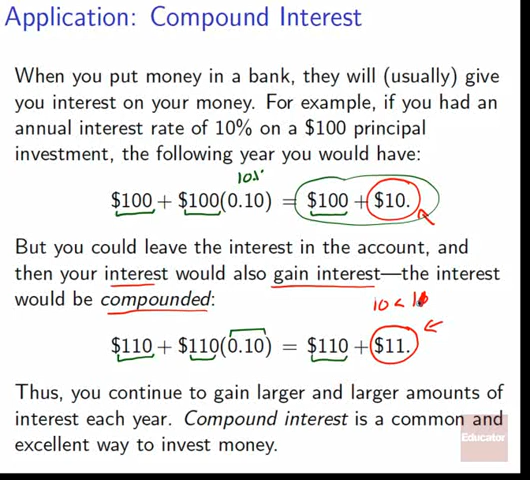 Application: Compound Interest
When you put money in a bank, they will (usually) give
you interest on your money. For example, if you had an
annual interest rate of 10% on a $100 principal
investment, the following year you would have:
$100 + $100(0.10) = $100 + $10.
But you could leave the interest in the account, and
then your interest would also gain interest—the interest
would be compounded:
10 <
$110 + $110(0.10) = $110 + $11.
Thus, you continue to gain larger and larger amounts of
interest each year. Compound interest is a common and
excellent way to invest money.
Educator